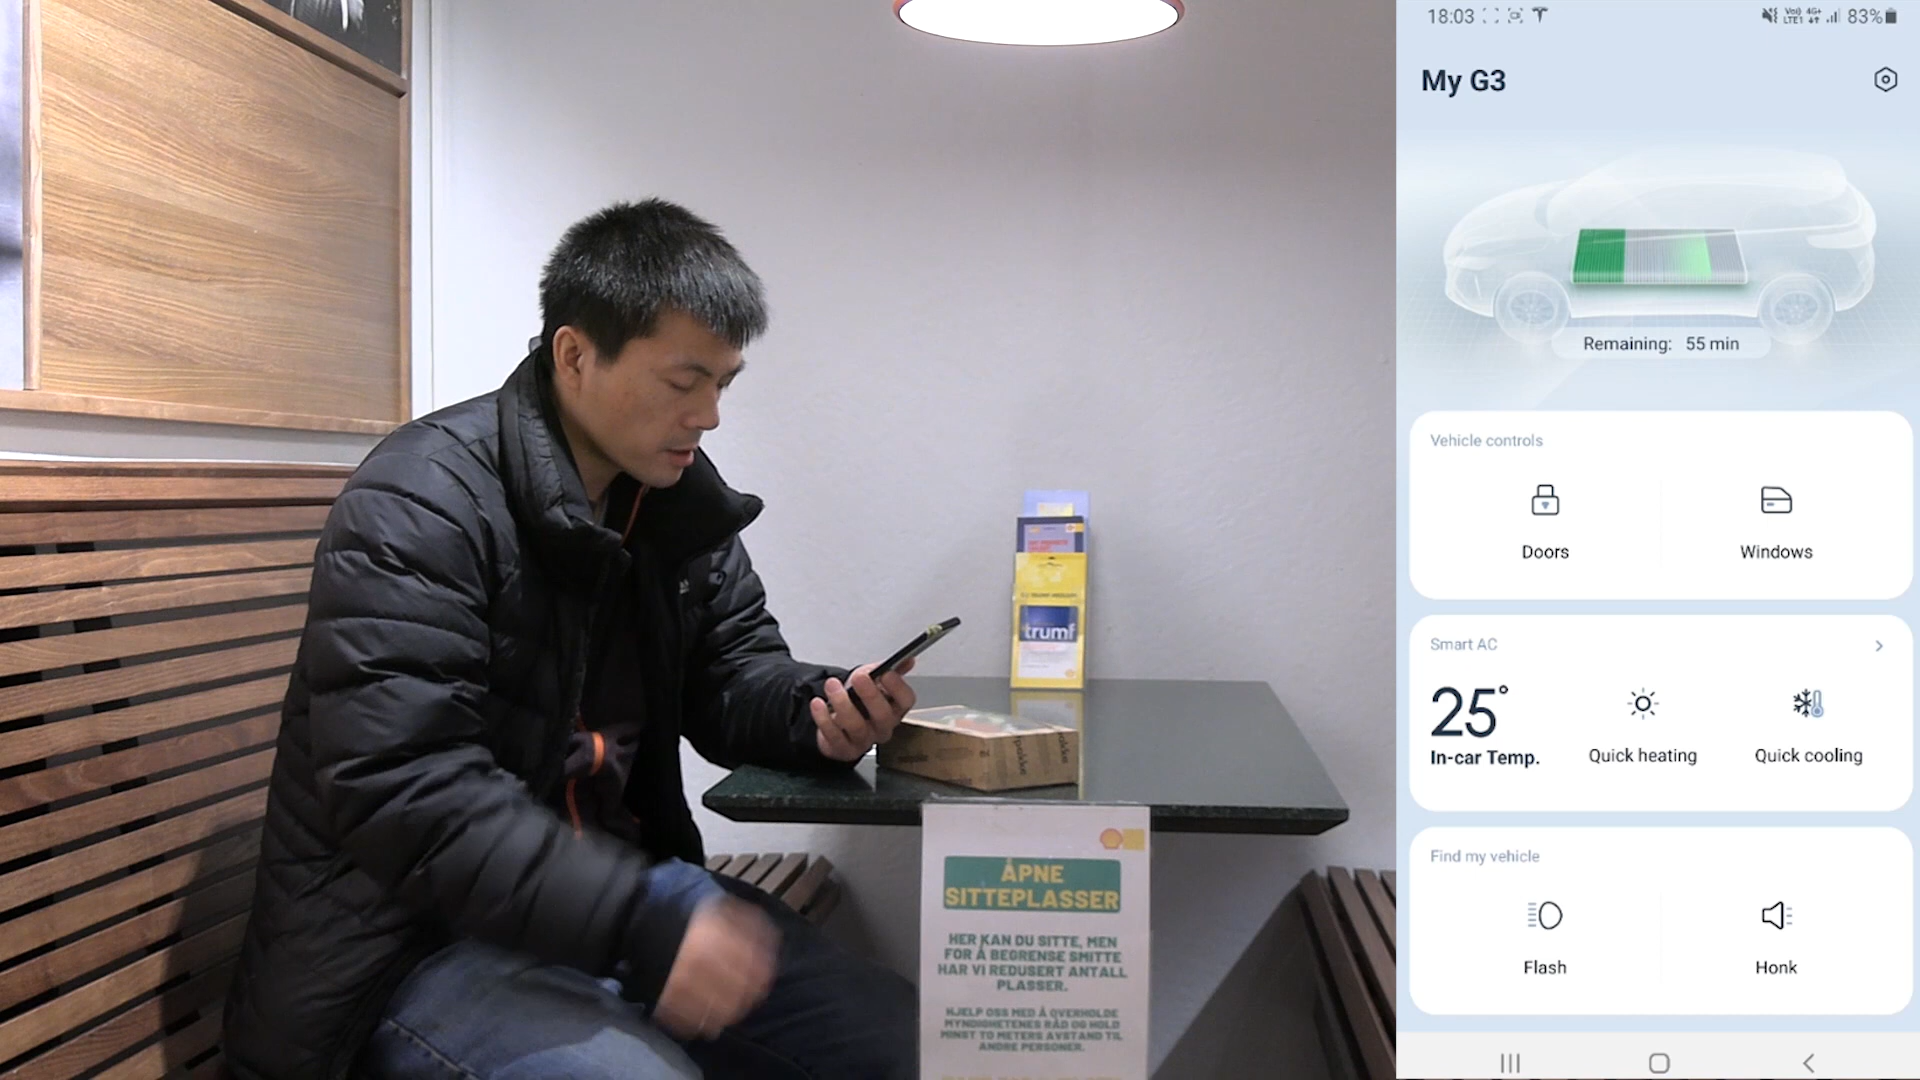 trumf
ÅPNE
SITTEPLASSER
HER KAN DU SITTE, MEN
FOR Å BEGRENSE SMITTE
HAR VI REDUSERT ANTALL
PLASSER.
HJELP OSS MED Å OVERHOLDE
MYNDIGHETENES RÅD OG HOLD
MINST TO METERS AVSTAND TIL
ANDRE PERSONER.
18:03
83%
My G3
Remaining: 55 min
Vehicle controls
Doors
Windows
Smart AC
25°
In-car Temp.
Quick heating
Quick cooling
Find my vehicle
Flash
Honk